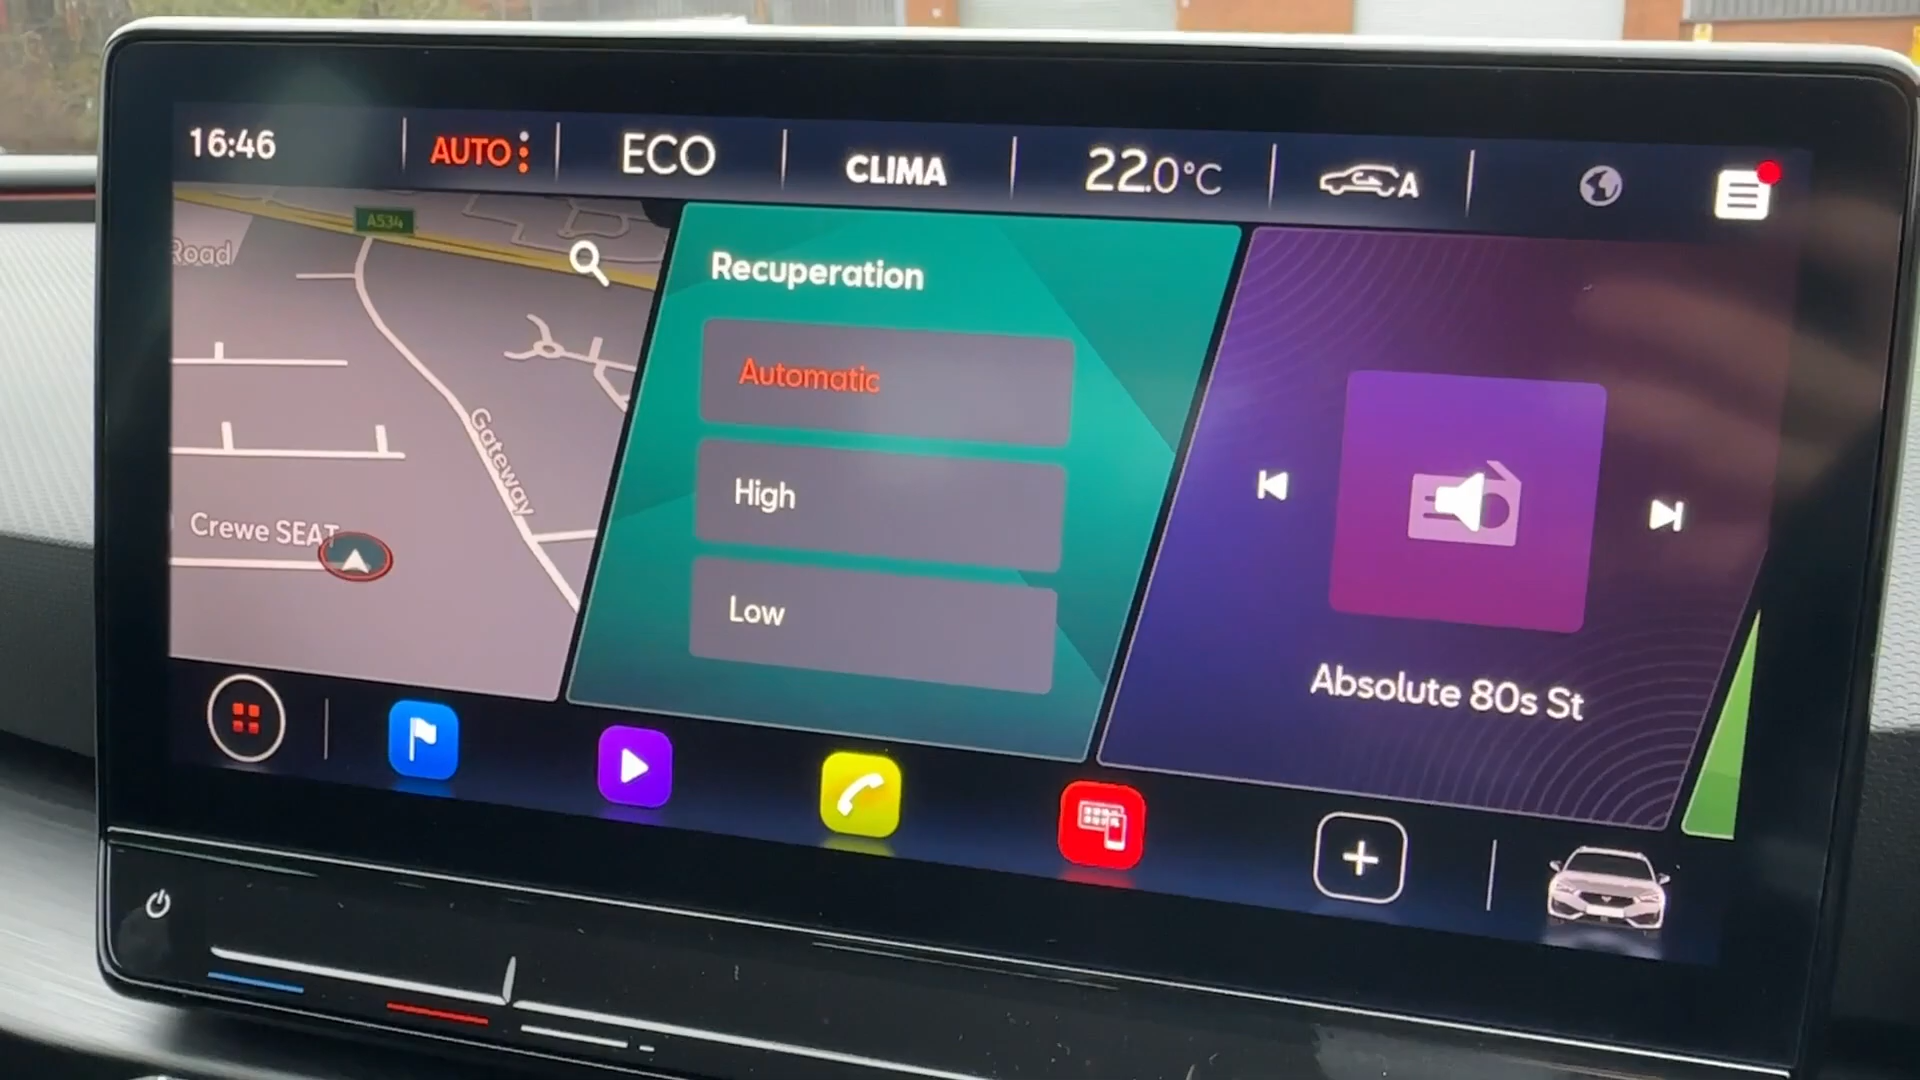 16:46
AUTO
ECO
CLIMA
22.0°C
A
A534
Road
Gateway
Crewe SEAT
Recuperation
Automatic
High
Low
Absolute 80s St